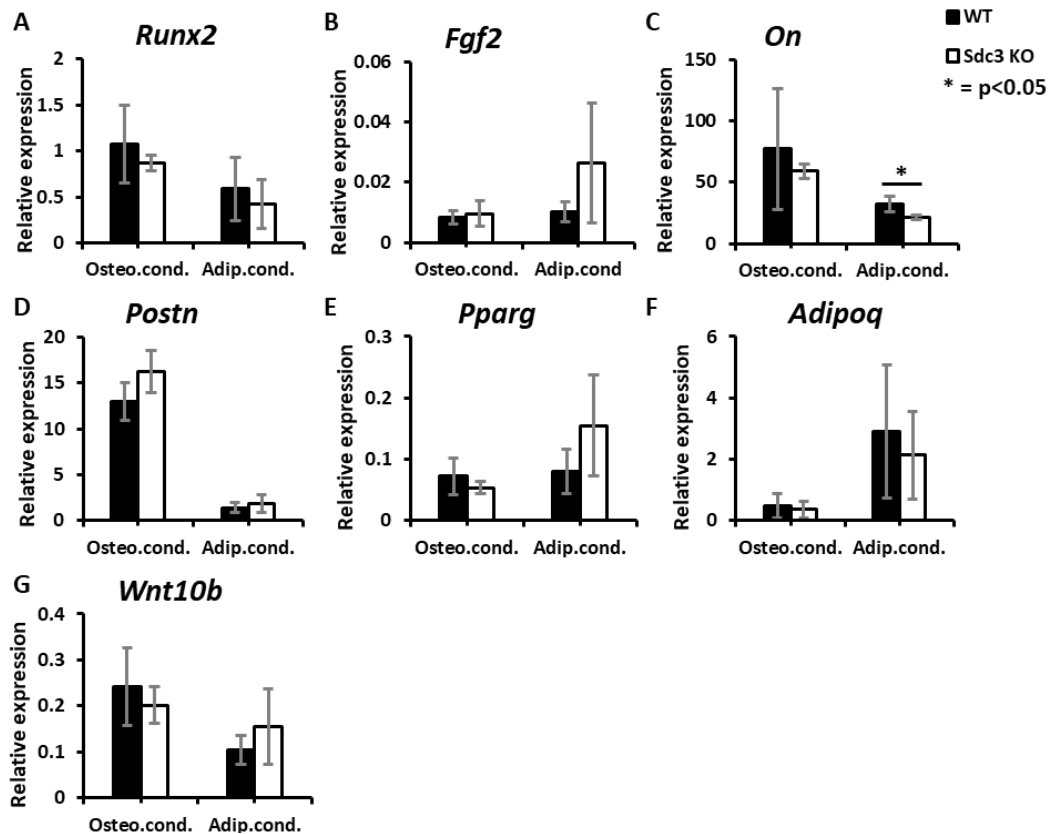 A
Runx2
Relative expression
2
1.5
1
0.5
0
Osteo.cond. Adip.cond.
B
Fgf2
Relative expression
0.06
0.04
0.02
0
Osteo.cond. Adip.cond
C
On
Relative expression
150
100
50
0
*
Osteo.cond. Adip.cond.
WT
Sdc3 KO
* = p<0.05
D
Postn
Relative expression
20
15
10
5
0
Osteo.cond. Adip.cond.
E
Pparg
Relative expression
0.3
0.2
0.1
0
Osteo.cond. Adip.cond.
F
Adipoq
Relative expression
6
4
2
0
Osteo.cond. Adip.cond.
G
Wnt10b
Relative expression
0.4
0.3
0.2
0.1
0
Osteo.cond. Adip.cond.